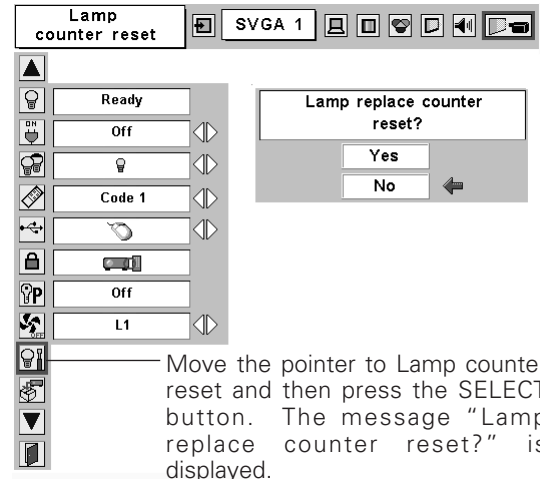 Lamp
counter reset
SVGA 1
Ready
ON
Off
Code 1
P
Off
OFF
L1
Lamp replace counter
reset?
Yes
No
Move the pointer to Lamp counte
reset and then press the SELECT
button. The message “Lamp
replace counter reset?” is
displayed.